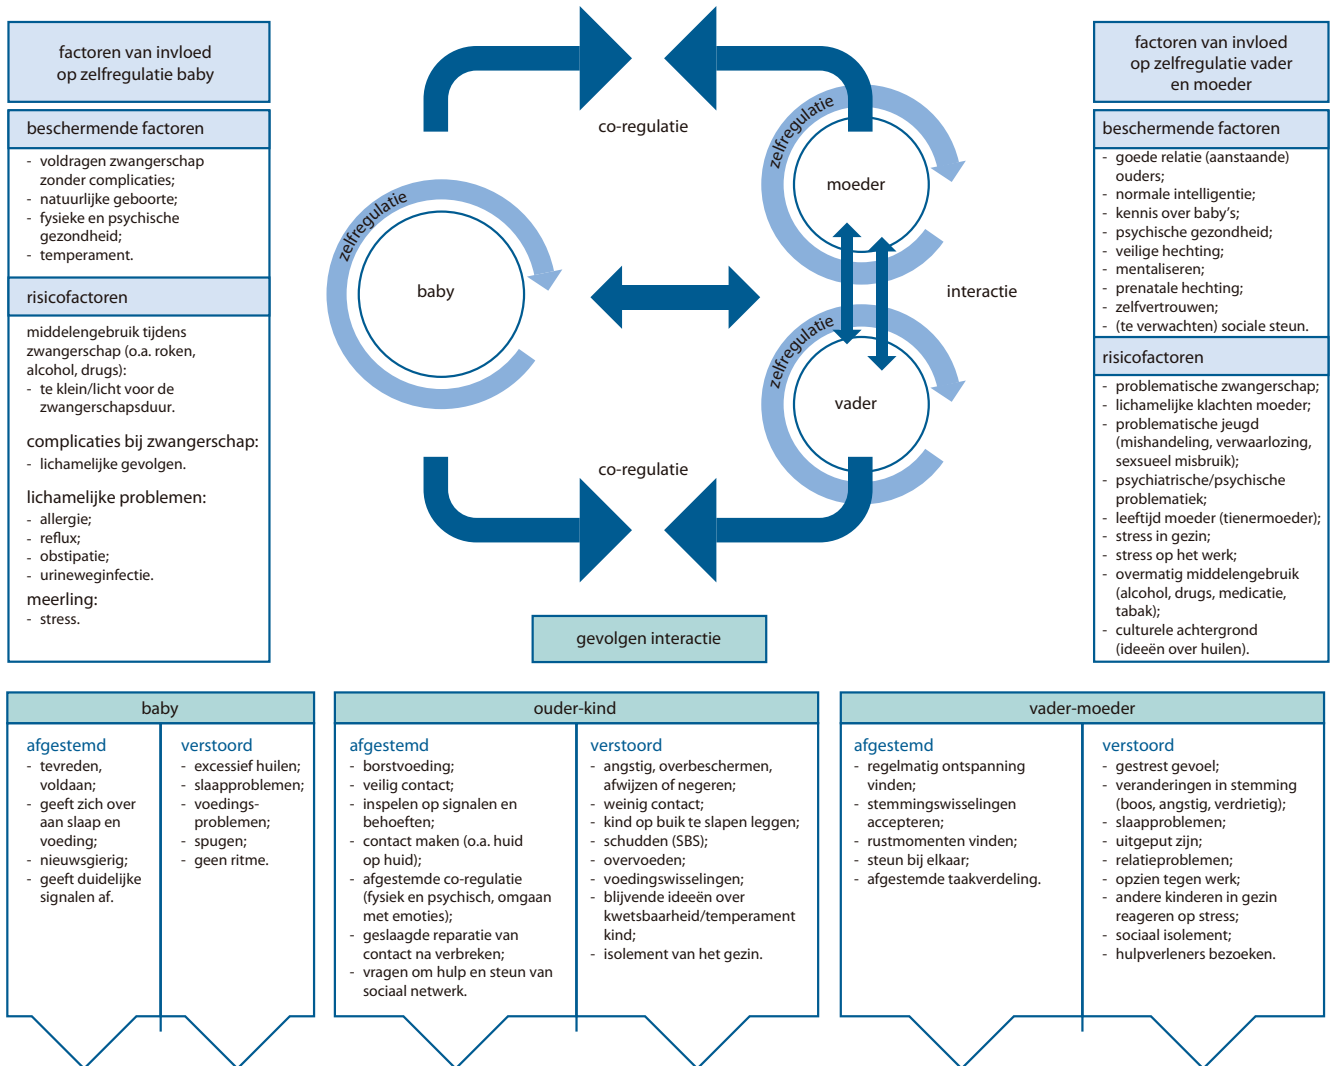 factoren van invloed
op zelfregulatie baby
beschermende factoren
- voldragen zwangerschap
zonder complicaties;
- natuurlijke geboorte;
- fysieke en psychische
gezondheid;
- temperament.
risicofactoren
middelengebruik tijdens
zwangerschap (o.a. roken,
alcohol, drugs):
- te klein/licht voor de
zwangerschapsduur.
complicaties bij zwangerschap:
- lichamelijke gevolgen.
lichamelijke problemen:
- allergie;
- reflux;
- obstipatie;
- urineweginfectie.
meerling:
- stress.
co-regulatie
zelfregulatie
moeder
zelfregulatie
baby
interactie
zelfregulatie
vader
co-regulatie
factoren van invloed
op zelfregulatie vader
en moeder
beschermende factoren
- goede relatie (aanstaande)
ouders;
- normale intelligentie;
- kennis over baby's;
- psychische gezondheid;
- veilige hechting;
- mentaliseren;
- prenatale hechting;
- zelfvertrouwen;
- (te verwachten) sociale steun.
risicofactoren
- problematische zwangerschap;
- lichamelijke klachten moeder;
- problematische jeugd
(mishandeling, verwaarlozing,
sexsueel misbruik);
- psychiatrische/psychische
problematiek;
- leeftijd moeder (tienermoeder);
- stress in gezin;
- stress op het werk;
- overmatig middelengebruik
(alcohol, drugs, medicatie,
tabak);
- culturele achtergrond
(ideeën over huilen).
gevolgen interactie
baby
afgestemd
- tevreden,
voldaan;
- geeft zich over
aan slaap en
voeding;
- nieuwsgierig;
- geeft duidelijke
signalen af.
verstoord
- excessief huilen;
- slaapproblemen;
- voedings-
problemen;
- spugen;
- geen ritme.
ouder-kind
afgestemd
- borstvoeding;
- veilig contact;
- inspelen op signalen en
behoeften;
- contact maken (o.a. huid
op huid);
- afgestemde co-regulatie
(fysiek en psychisch, omgaan
met emoties);
- geslaagde reparatie van
contact na verbreken;
- vragen om hulp en steun van
sociaal netwerk.
verstoord
- angstig, overbeschermen,
afwijzen of negeren;
- weinig contact;
- kind op buik te slapen leggen;
- schudden (SBS);
- overvoeden;
- voedingswisselingen;
- blijvende ideeën over
kwetsbaarheid/temperament
kind;
- isolement van het gezin.
vader-moeder
afgestemd
- regelmatig ontspanning
vinden;
- stemmingswisselingen
accepteren;
- rustmomenten vinden;
- steun bij elkaar;
- afgestemde taakverdeling.
verstoord
- gestrest gevoel;
- veranderingen in stemming
(boos, angstig, verdrietig);
- slaapproblemen;
- uitgeput zijn;
- relatieproblemen;
- opzien tegen werk;
- andere kinderen in gezin
reageren op stress;
- sociaal isolement;
- hulpverleners bezoeken.